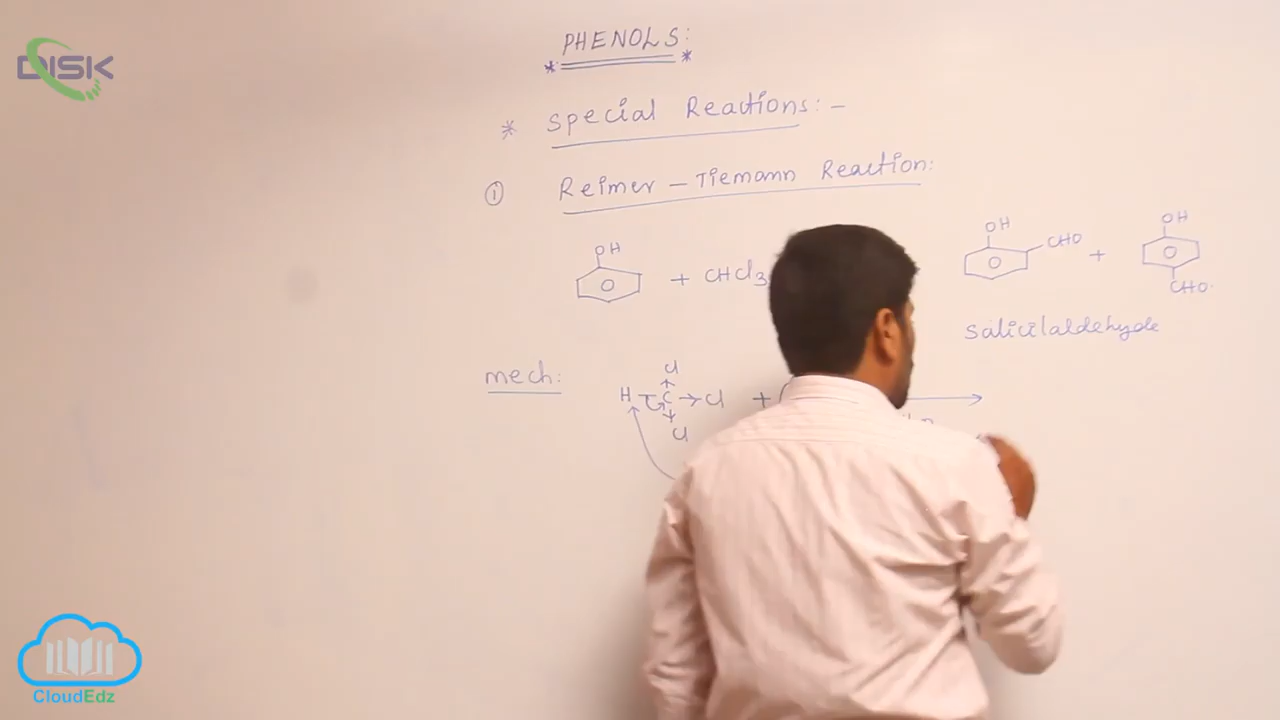 DISK
PHENOLS:
* *
* Special Reactions: -
① Reimer - Tiemann Reaction:
OH + CHCl3
OH CHO + OH CHO.
Salicilaldehyde
mech: H C Cl Cl Cl +
CloudEdz